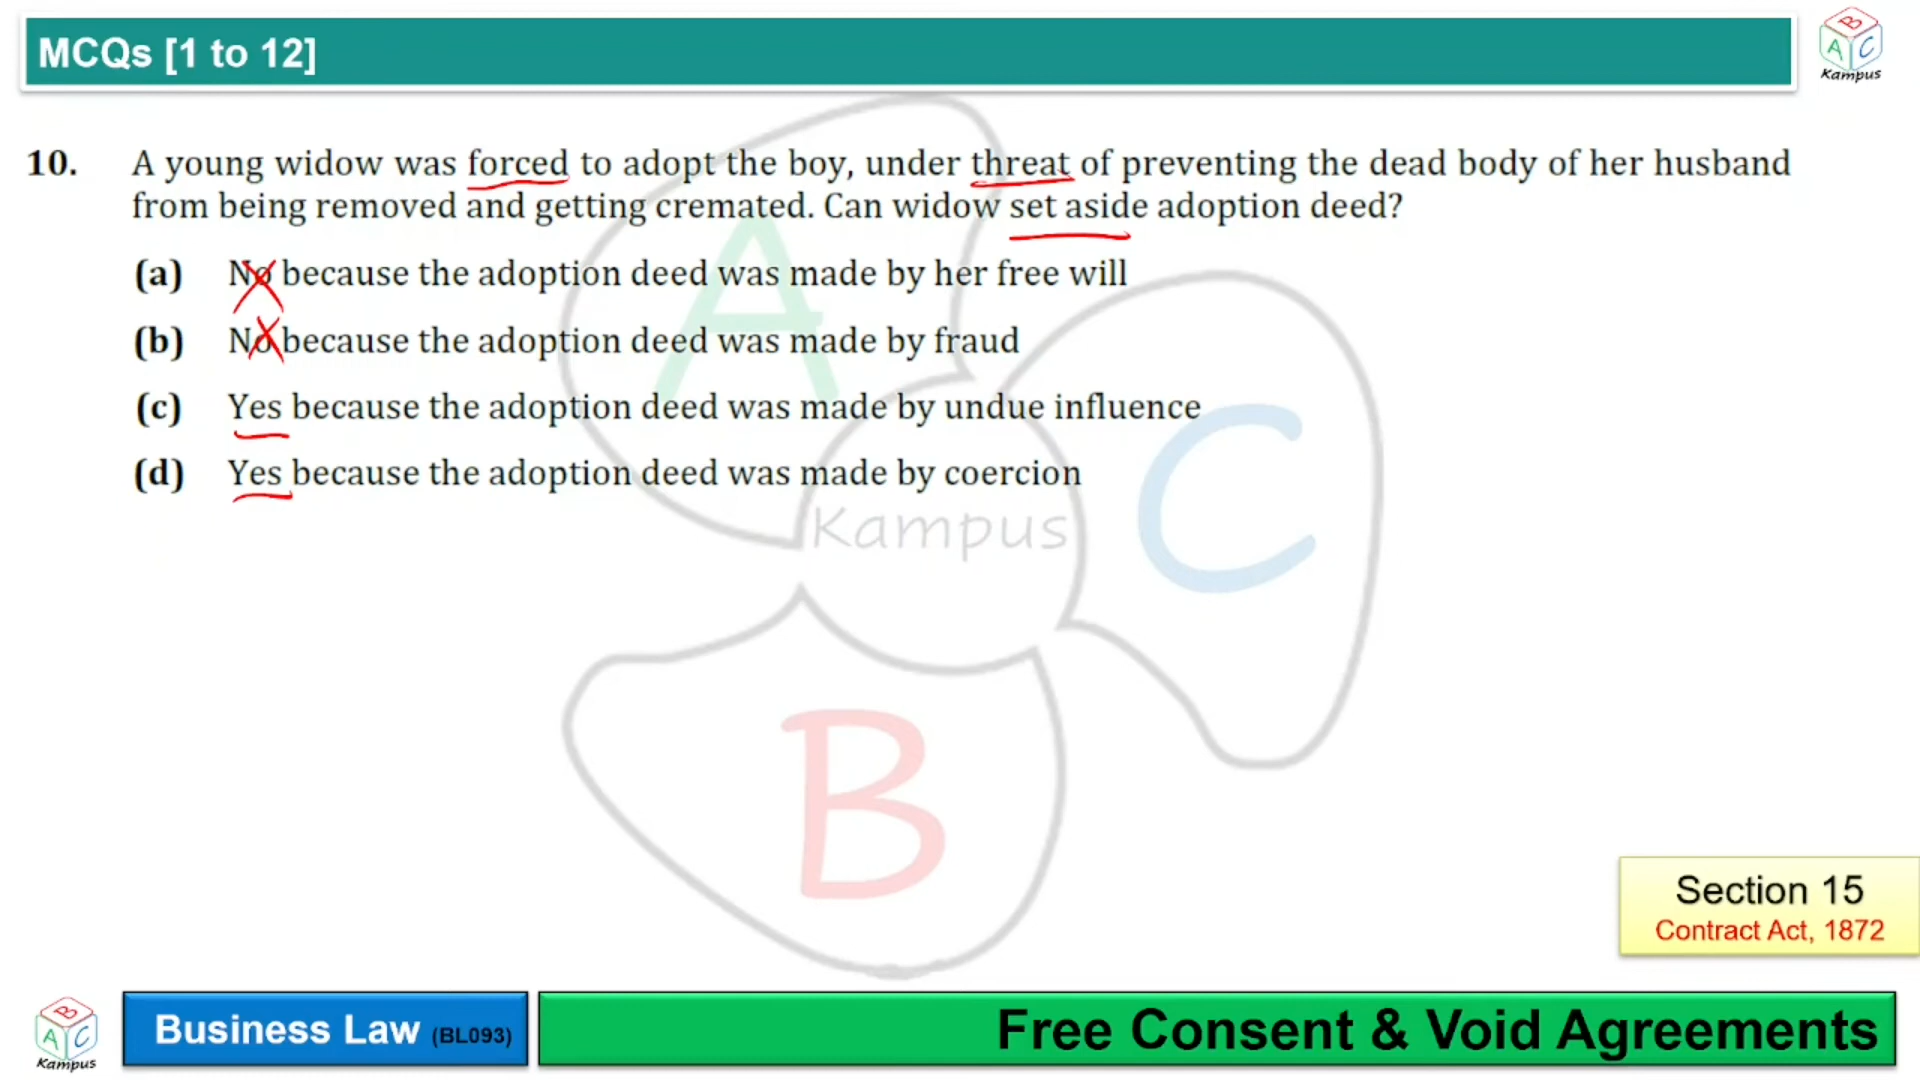 MCQs [1 to 12]
B
A C
Kampus
10. A young widow was forced to adopt the boy, under threat of preventing the dead body of her husband
from being removed and getting cremated. Can widow set aside adoption deed?
(a) No because the adoption deed was made by her free will
(b) No because the adoption deed was made by fraud
(c) Yes because the adoption deed was made by undue influence
(d) Yes because the adoption deed was made by coercion
A
C
Kampus
B
Section 15
Contract Act, 1872
B
A C
Kampus
Business Law (BL093)
Free Consent & Void Agreements